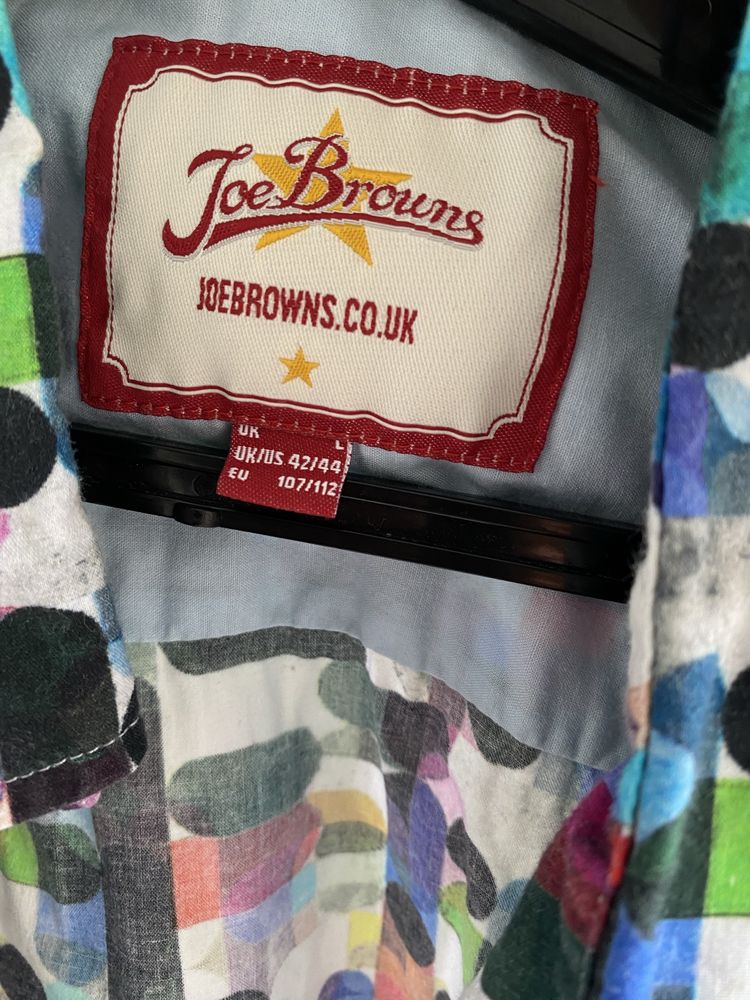 Joe Browns
JOEBROWNS.CO.UK
UK L
UK/US 42/44
EU 107/112